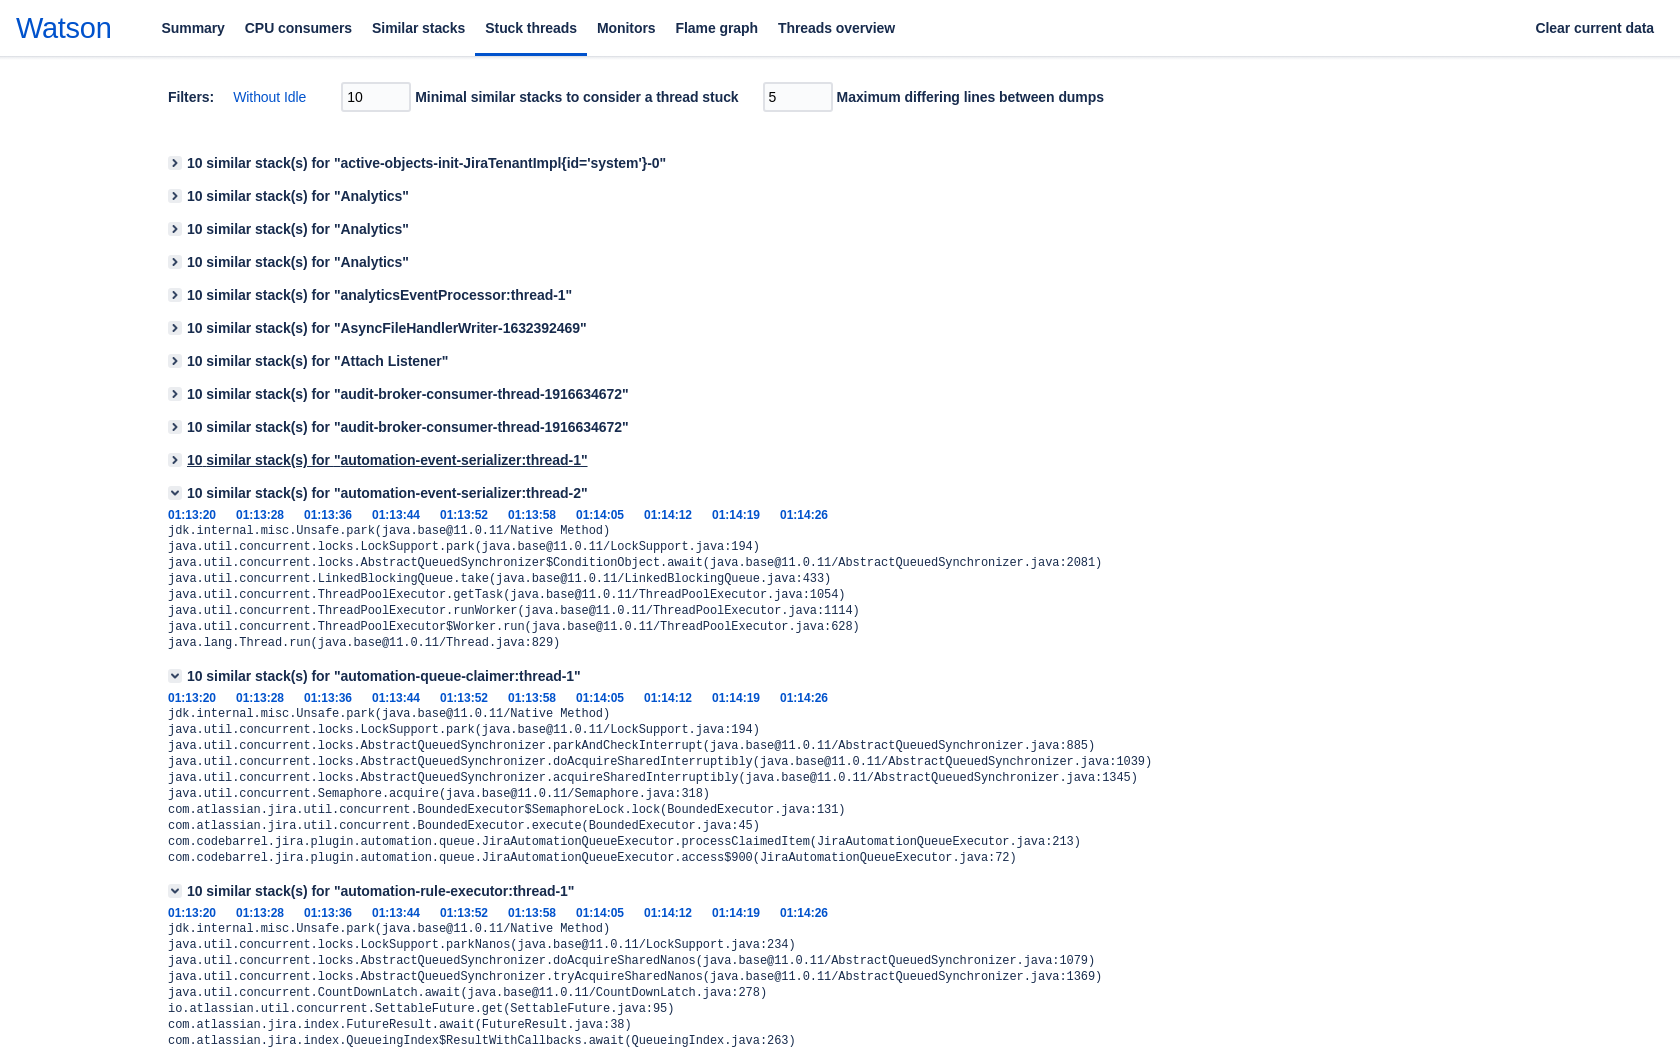 Watson
Summary CPU consumers Similar stacks Stuck threads Monitors Flame graph Threads overview Clear current data
Filters: Without Idle 10 Minimal similar stacks to consider a thread stuck 5 Maximum differing lines between dumps
10 similar stack(s) for "active-objects-init-JiraTenantImpl{id='system'}-0"
10 similar stack(s) for "Analytics"
10 similar stack(s) for "Analytics"
10 similar stack(s) for "Analytics"
10 similar stack(s) for "analyticsEventProcessor:thread-1"
10 similar stack(s) for "AsyncFileHandlerWriter-1632392469"
10 similar stack(s) for "Attach Listener"
10 similar stack(s) for "audit-broker-consumer-thread-1916634672"
10 similar stack(s) for "audit-broker-consumer-thread-1916634672"
10 similar stack(s) for "automation-event-serializer:thread-1"
10 similar stack(s) for "automation-event-serializer:thread-2"
01:13:20 01:13:28 01:13:36 01:13:44 01:13:52 01:13:58 01:14:05 01:14:12 01:14:19 01:14:26
jdk.internal.misc.Unsafe.park(java.base@11.0.11/Native Method)
java.util.concurrent.locks.LockSupport.park(java.base@11.0.11/LockSupport.java:194)
java.util.concurrent.locks.AbstractQueuedSynchronizer$ConditionObject.await(java.base@11.0.11/AbstractQueuedSynchronizer.java:2081)
java.util.concurrent.LinkedBlockingQueue.take(java.base@11.0.11/LinkedBlockingQueue.java:433)
java.util.concurrent.ThreadPoolExecutor.getTask(java.base@11.0.11/ThreadPoolExecutor.java:1054)
java.util.concurrent.ThreadPoolExecutor.runWorker(java.base@11.0.11/ThreadPoolExecutor.java:1114)
java.util.concurrent.ThreadPoolExecutor$Worker.run(java.base@11.0.11/ThreadPoolExecutor.java:628)
java.lang.Thread.run(java.base@11.0.11/Thread.java:829)
10 similar stack(s) for "automation-queue-claimer:thread-1"
01:13:20 01:13:28 01:13:36 01:13:44 01:13:52 01:13:58 01:14:05 01:14:12 01:14:19 01:14:26
jdk.internal.misc.Unsafe.park(java.base@11.0.11/Native Method)
java.util.concurrent.locks.LockSupport.park(java.base@11.0.11/LockSupport.java:194)
java.util.concurrent.locks.AbstractQueuedSynchronizer.parkAndCheckInterrupt(java.base@11.0.11/AbstractQueuedSynchronizer.java:885)
java.util.concurrent.locks.AbstractQueuedSynchronizer.doAcquireSharedInterruptibly(java.base@11.0.11/AbstractQueuedSynchronizer.java:1039)
java.util.concurrent.locks.AbstractQueuedSynchronizer.acquireSharedInterruptibly(java.base@11.0.11/AbstractQueuedSynchronizer.java:1345)
java.util.concurrent.Semaphore.acquire(java.base@11.0.11/Semaphore.java:318)
com.atlassian.jira.util.concurrent.BoundedExecutor$SemaphoreLock.lock(BoundedExecutor.java:131)
com.atlassian.jira.util.concurrent.BoundedExecutor.execute(BoundedExecutor.java:45)
com.codebarrel.jira.plugin.automation.queue.JiraAutomationQueueExecutor.processClaimedItem(JiraAutomationQueueExecutor.java:213)
com.codebarrel.jira.plugin.automation.queue.JiraAutomationQueueExecutor.access$900(JiraAutomationQueueExecutor.java:72)
10 similar stack(s) for "automation-rule-executor:thread-1"
01:13:20 01:13:28 01:13:36 01:13:44 01:13:52 01:13:58 01:14:05 01:14:12 01:14:19 01:14:26
jdk.internal.misc.Unsafe.park(java.base@11.0.11/Native Method)
java.util.concurrent.locks.LockSupport.parkNanos(java.base@11.0.11/LockSupport.java:234)
java.util.concurrent.locks.AbstractQueuedSynchronizer.doAcquireSharedNanos(java.base@11.0.11/AbstractQueuedSynchronizer.java:1079)
java.util.concurrent.locks.AbstractQueuedSynchronizer.tryAcquireSharedNanos(java.base@11.0.11/AbstractQueuedSynchronizer.java:1369)
java.util.concurrent.CountDownLatch.await(java.base@11.0.11/CountDownLatch.java:278)
io.atlassian.util.concurrent.SettableFuture.get(SettableFuture.java:95)
com.atlassian.jira.index.FutureResult.await(FutureResult.java:38)
com.atlassian.jira.index.QueueingIndex$ResultWithCallbacks.await(QueueingIndex.java:263)